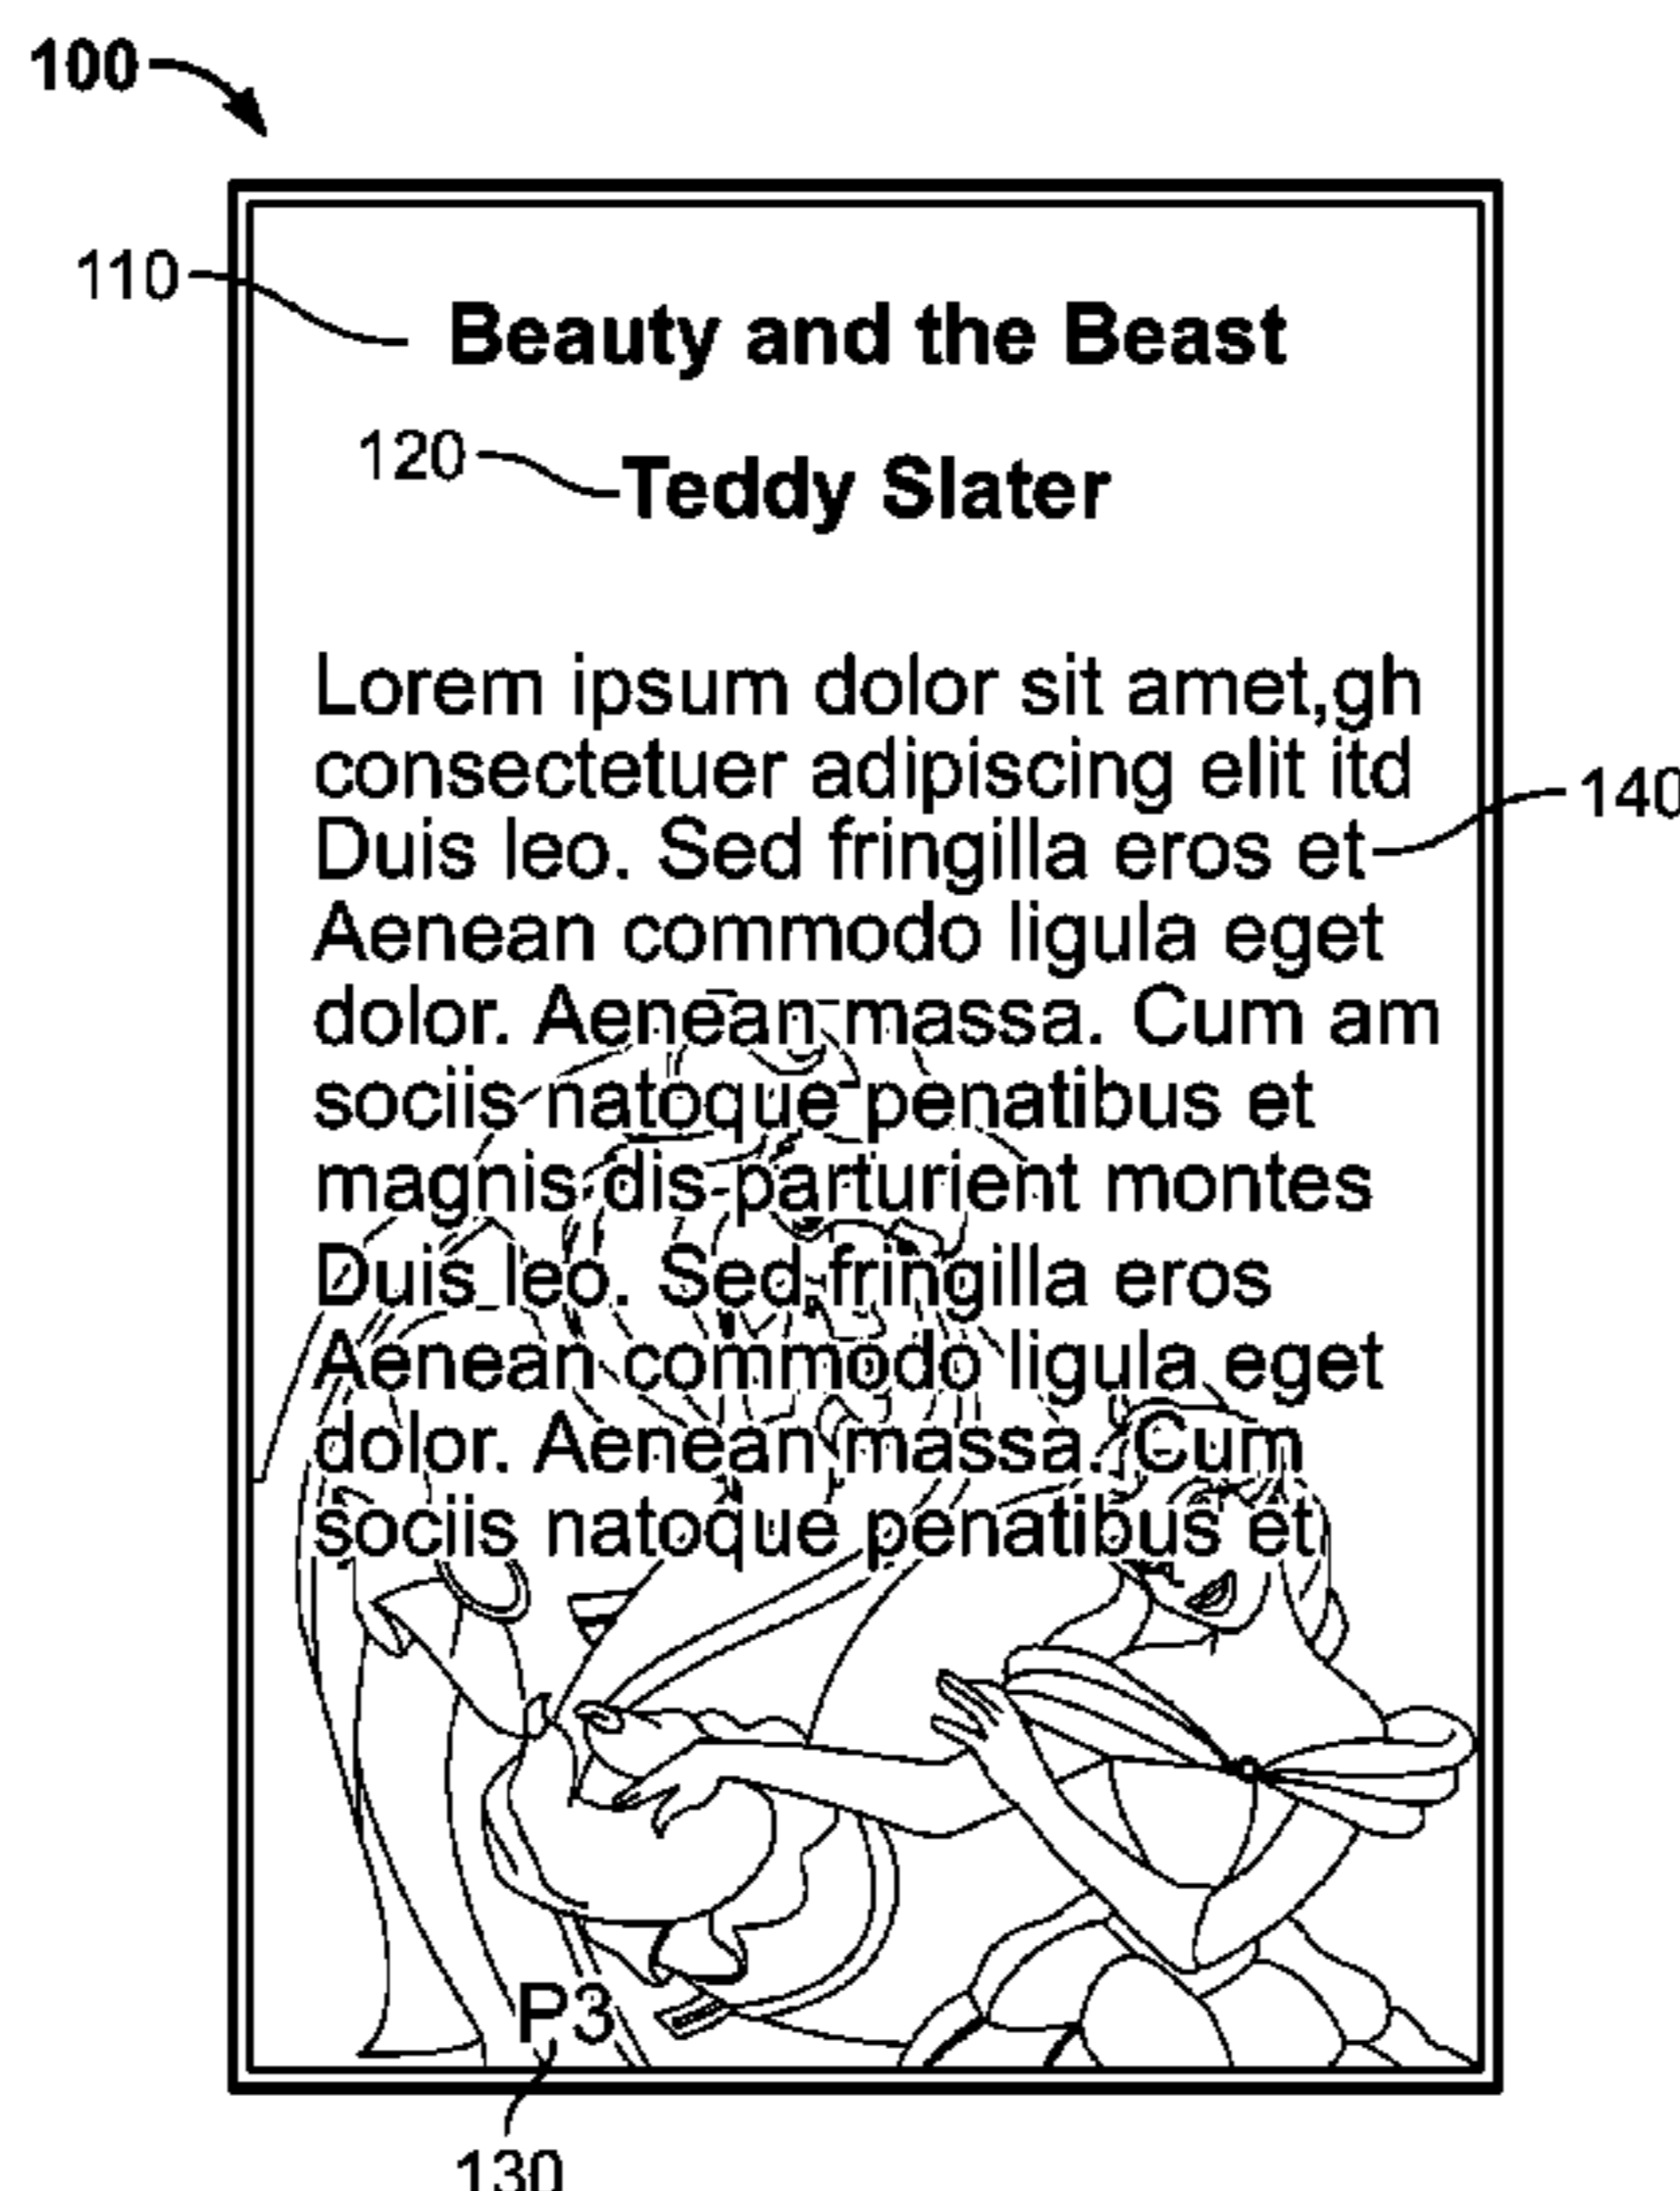 100
110
Beauty and the Beast
120
Teddy Slater
Lorem ipsum dolor sit amet,gh
consectetuer adipiscing elit itd
140
Duis leo. Sed fringilla eros et
Aenean commodo ligula eget
dolor. Aenean massa. Cum am
sociis natoque penatibus et
magnis dis parturient montes
Duis leo. Sed fringilla eros
Aenean commodo ligula eget
dolor. Aenean massa. Cum
sociis natoque penatibus et
P3
130